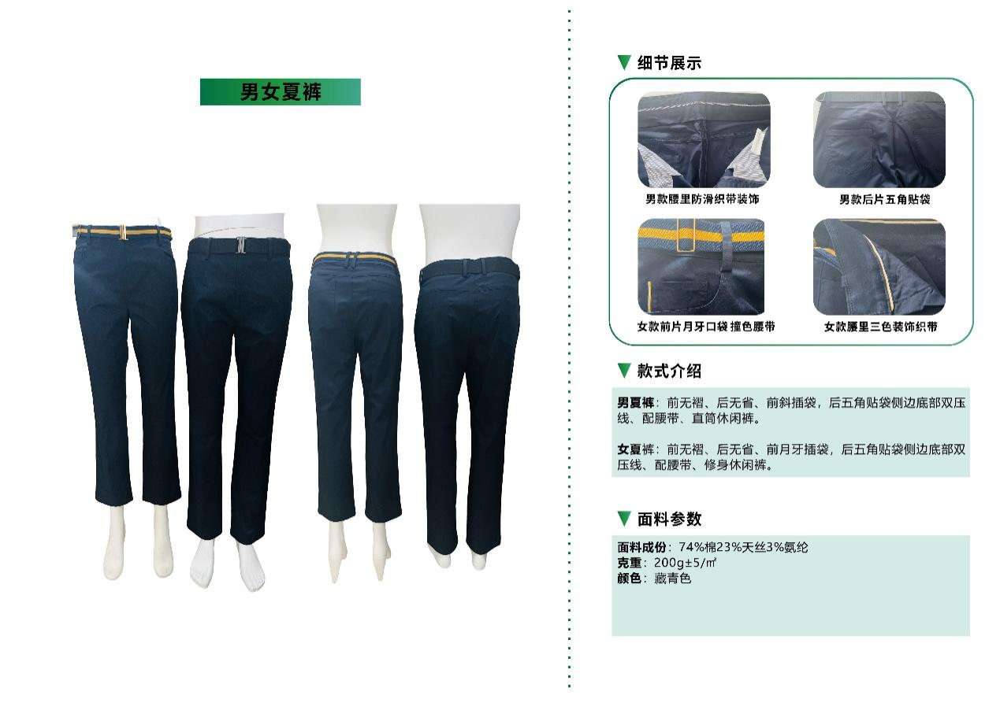 男女夏裤
细节展示
男款腰里防滑织带装饰
男款后片五角贴袋
女款前片月牙口袋 撞色腰带
女款腰里三色装饰织带
款式介绍
男夏裤：前无褶、后无省、前斜插袋，后五角贴袋侧边底部双压
线、配腰带、直筒休闲裤。
女夏裤：前无褶、后无省、前月牙插袋，后五角贴袋侧边底部双
压线、配腰带、修身休闲裤。
面料参数
面料成份：74%棉23%天丝3%氨纶
克重：200g±5/㎡
颜色：藏青色